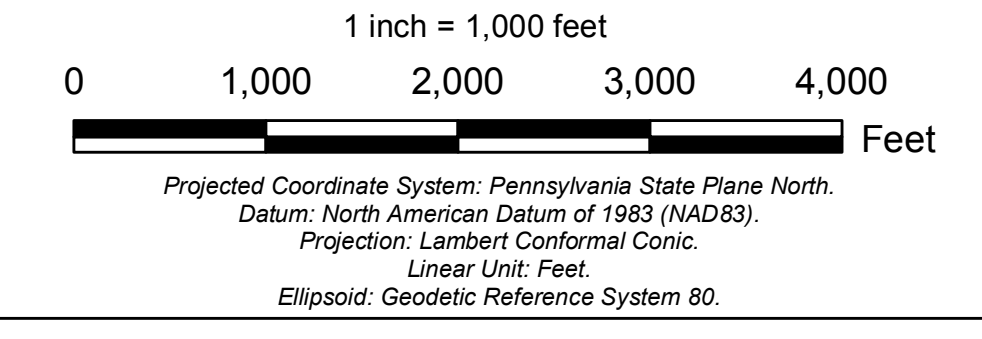 1 inch = 1,000 feet
0 1,000 2,000 3,000 4,000
Feet
Projected Coordinate System: Pennsylvania State Plane North.
Datum: North American Datum of 1983 (NAD83).
Projection: Lambert Conformal Conic.
Linear Unit: Feet.
Ellipsoid: Geodetic Reference System 80.